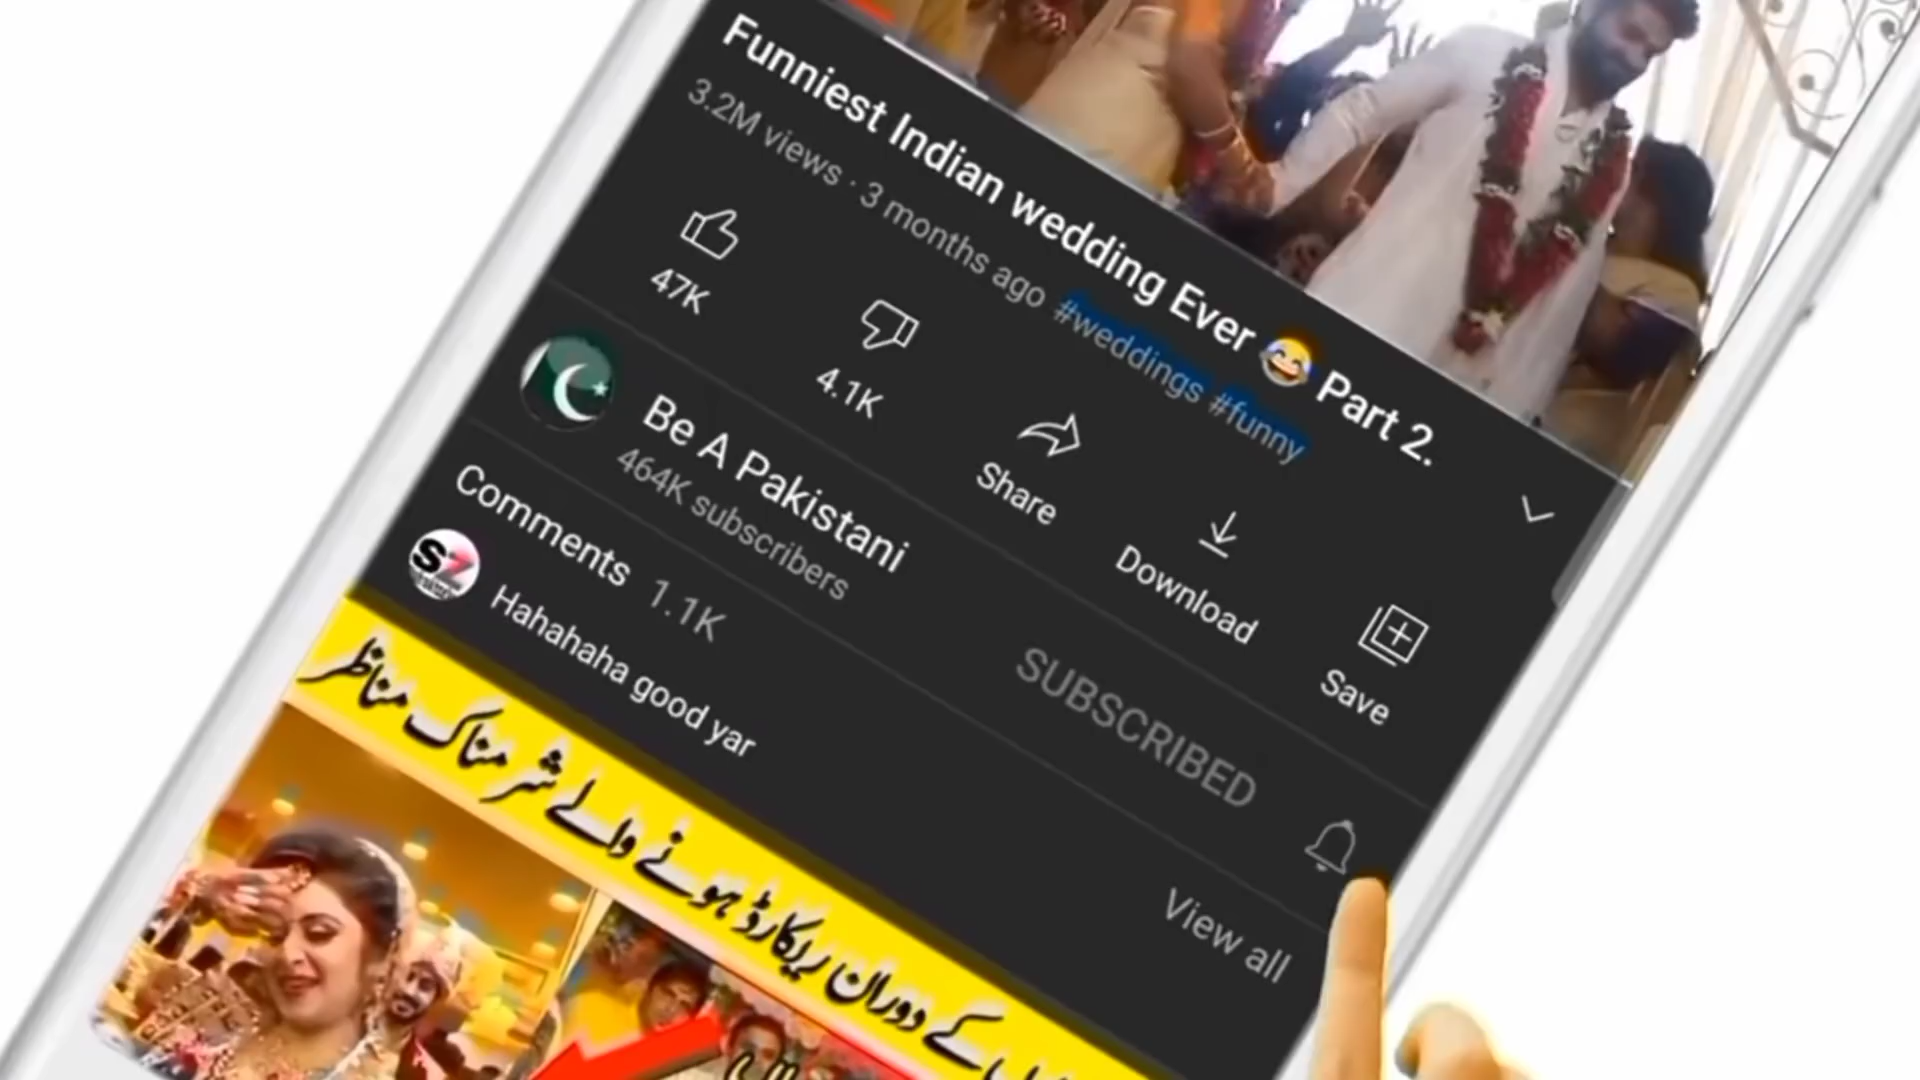 Funniest Indian wedding Ever 😂 Part 2.
3.2M views · 3 months ago #weddings #funny
47K
4.1K
Share
Download
Save
Be A Pakistani
464K subscribers
SUBSCRIBED
Comments 1.1K
Hahahaha good yar
View all
کے دوران ریکارڈ ہونے والے شرمناک مناظر